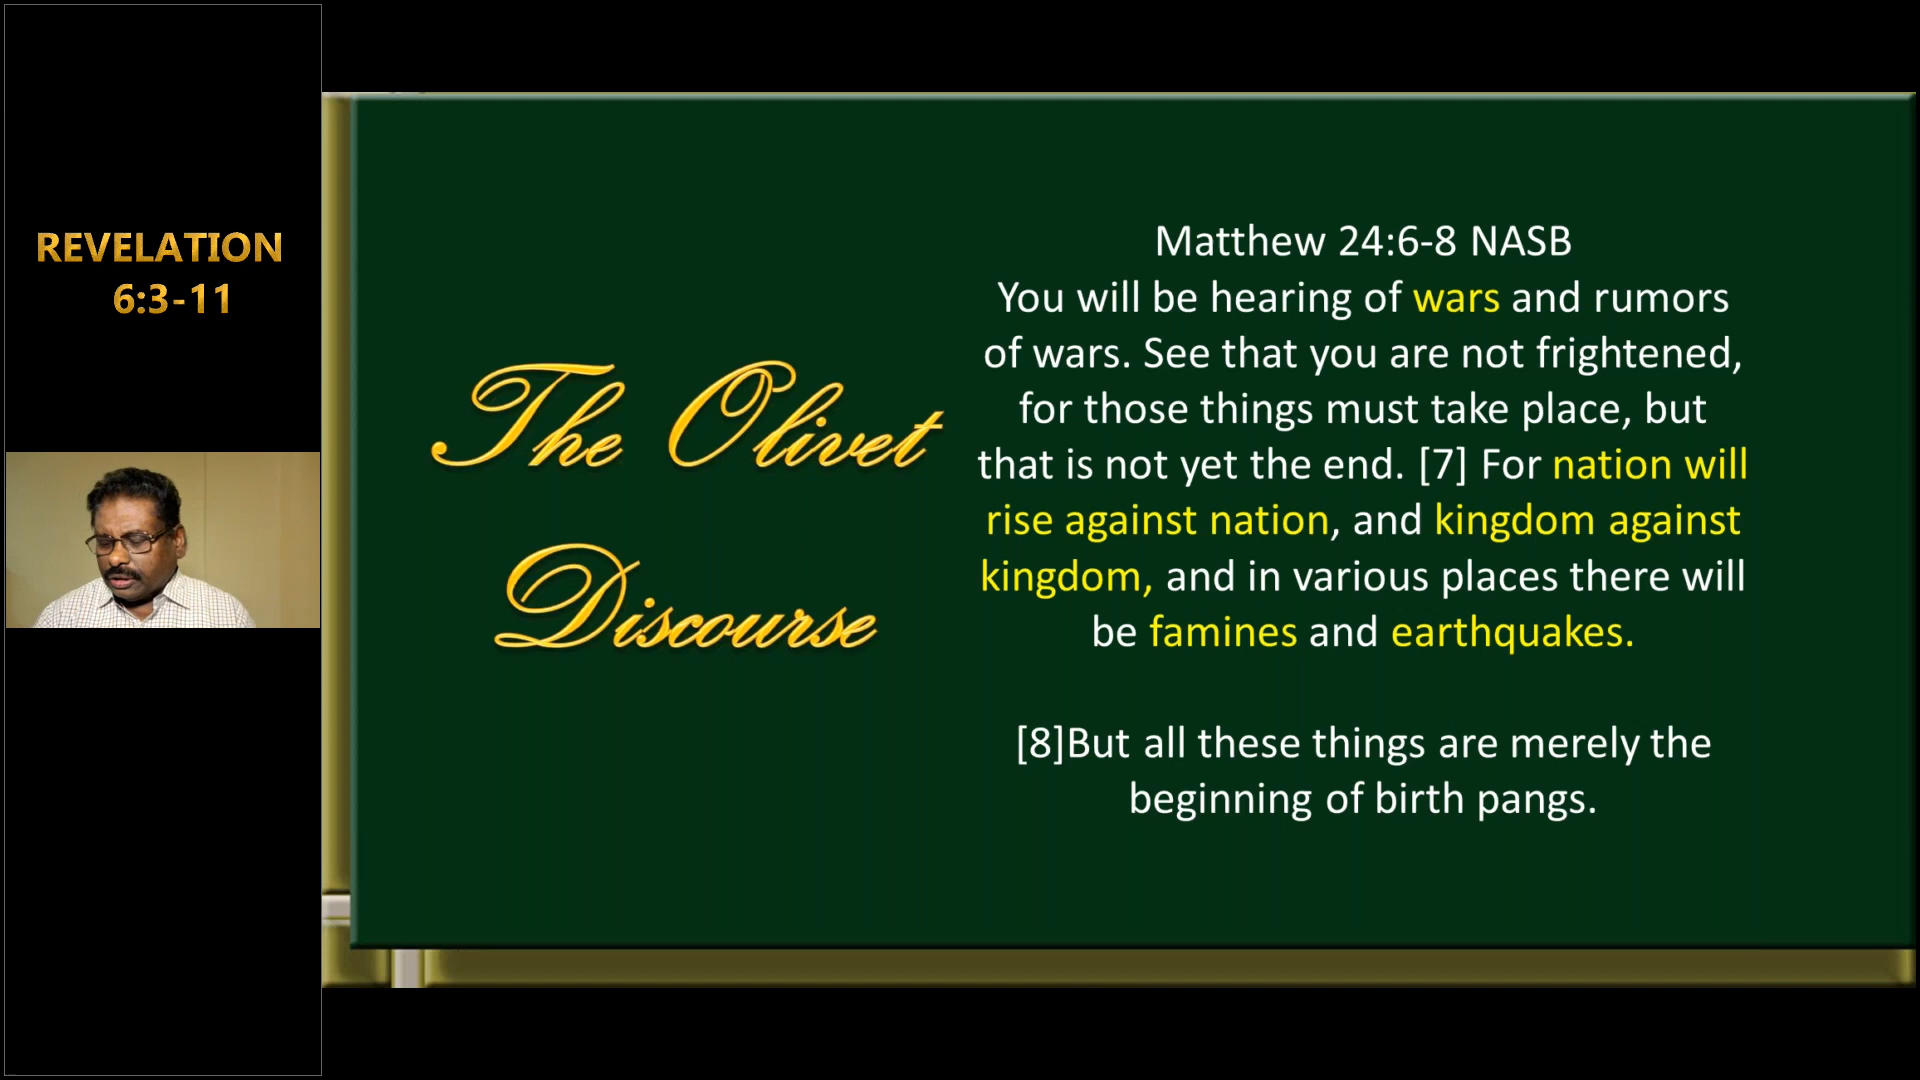 REVELATION
6:3-11
The Olivet
Discourse
Matthew 24:6-8 NASB
You will be hearing of wars and rumors
of wars. See that you are not frightened,
for those things must take place, but
that is not yet the end. [7] For nation will
rise against nation, and kingdom against
kingdom, and in various places there will
be famines and earthquakes.
[8]But all these things are merely the
beginning of birth pangs.